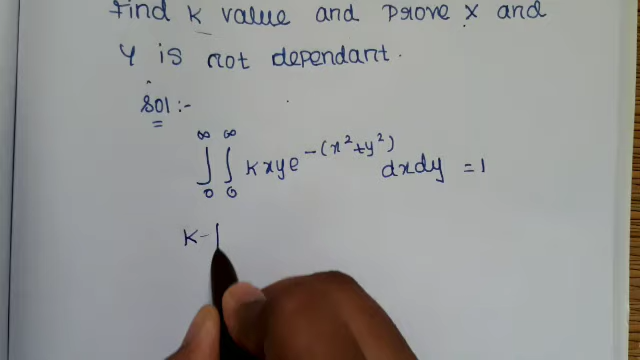 Find K value and prove x and
Y is not dependant.
Sol :-
∫₀^∞ ∫₀^∞ kxye^-(x²+y²) dxdy = 1
K -